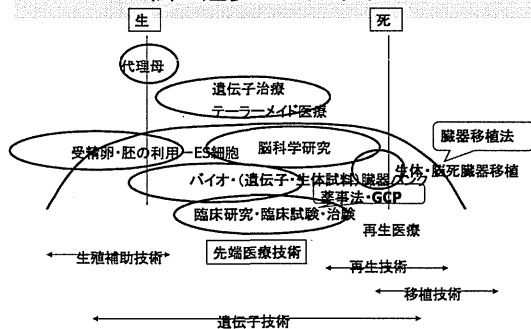 生
死
代理母
遺伝子治療
テーラーメイド医療
臓器移植法
受精卵・胚の利用ーES細胞
脳科学研究
生体・脳死臓器移植
バイオ・(遺伝子・生体試料)臓器バンク
薬事法・GCP
臨床研究・臨床試験・治験
再生医療
先端医療技術
生殖補助技術
再生技術
移植技術
遺伝子技術